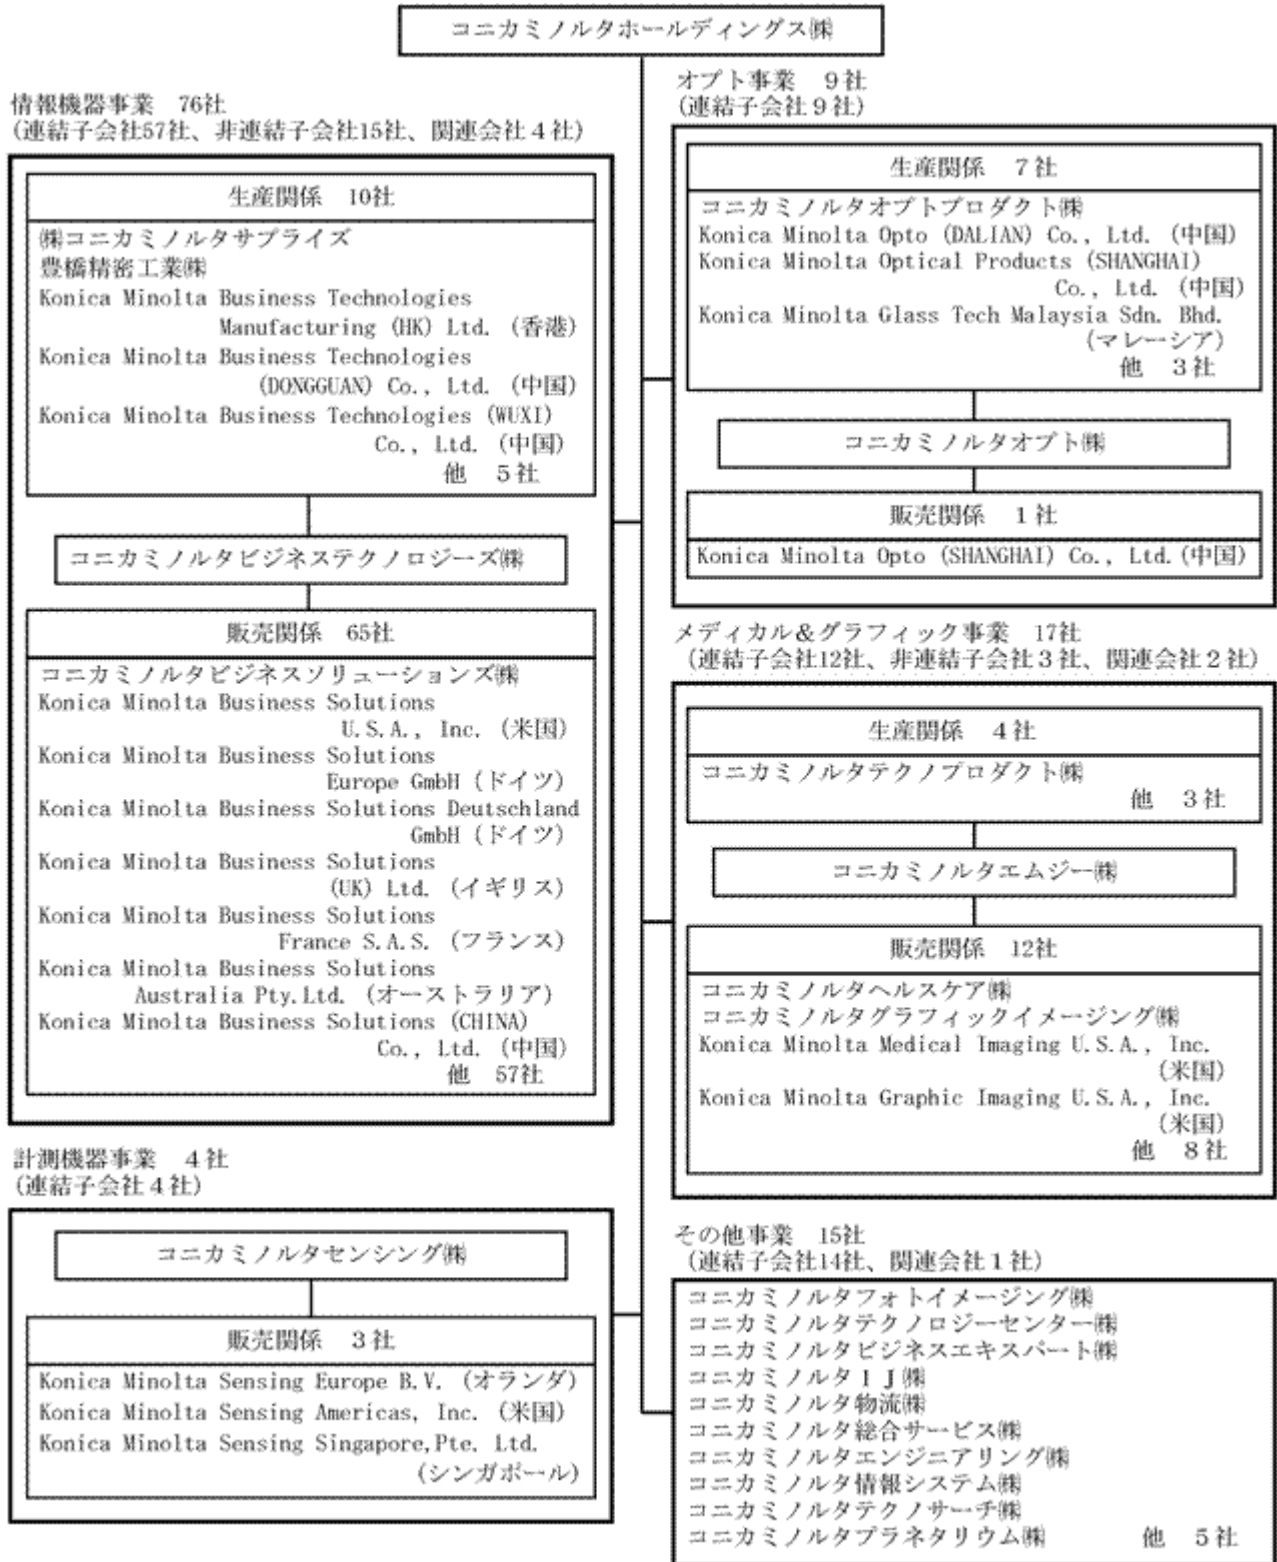 コニカミノルタホールディングス㈱
情報機器事業　76社
(連結子会社57社、非連結子会社15社、関連会社４社)
生産関係　10社
㈱コニカミノルタサプライズ
豊橋精密工業㈱
Konica Minolta Business Technologies
Manufacturing (HK) Ltd. (香港)
Konica Minolta Business Technologies
(DONGGUAN) Co., Ltd. (中国)
Konica Minolta Business Technologies (WUXI)
Co., Ltd. (中国)
他　５社
コニカミノルタビジネステクノロジーズ㈱
販売関係　65社
コニカミノルタビジネスソリューションズ㈱
Konica Minolta Business Solutions
U.S.A., Inc. (米国)
Konica Minolta Business Solutions
Europe GmbH (ドイツ)
Konica Minolta Business Solutions Deutschland
GmbH (ドイツ)
Konica Minolta Business Solutions
(UK) Ltd. (イギリス)
Konica Minolta Business Solutions
France S.A.S. (フランス)
Konica Minolta Business Solutions
Australia Pty.Ltd. (オーストラリア)
Konica Minolta Business Solutions (CHINA)
Co., Ltd. (中国)
他　57社
計測機器事業　４社
(連結子会社４社)
コニカミノルタセンシング㈱
販売関係　３社
Konica Minolta Sensing Europe B.V. (オランダ)
Konica Minolta Sensing Americas, Inc. (米国)
Konica Minolta Sensing Singapore,Pte. Ltd.
(シンガポール)
オプト事業　９社
(連結子会社９社)
生産関係　７社
コニカミノルタオプトプロダクト㈱
Konica Minolta Opto (DALIAN) Co., Ltd. (中国)
Konica Minolta Optical Products (SHANGHAI)
Co., Ltd. (中国)
Konica Minolta Glass Tech Malaysia Sdn. Bhd.
(マレーシア)
他　３社
コニカミノルタオプト㈱
販売関係　１社
Konica Minolta Opto (SHANGHAI) Co., Ltd.(中国)
メディカル＆グラフィック事業　17社
(連結子会社12社、非連結子会社３社、関連会社２社)
生産関係　４社
コニカミノルタテクノプロダクト㈱
他　３社
コニカミノルタエムジー㈱
販売関係　12社
コニカミノルタヘルスケア㈱
コニカミノルタグラフィックイメージング㈱
Konica Minolta Medical Imaging U.S.A., Inc.
(米国)
Konica Minolta Graphic Imaging U.S.A., Inc.
(米国)
他　８社
その他事業　15社
(連結子会社14社、関連会社１社)
コニカミノルタフォトイメージング㈱
コニカミノルタテクノロジーセンター㈱
コニカミノルタビジネスエキスパート㈱
コニカミノルタＩＪ㈱
コニカミノルタ物流㈱
コニカミノルタ総合サービス㈱
コニカミノルタエンジニアリング㈱
コニカミノルタ情報システム㈱
コニカミノルタテクノサーチ㈱
コニカミノルタプラネタリウム㈱　　他　５社